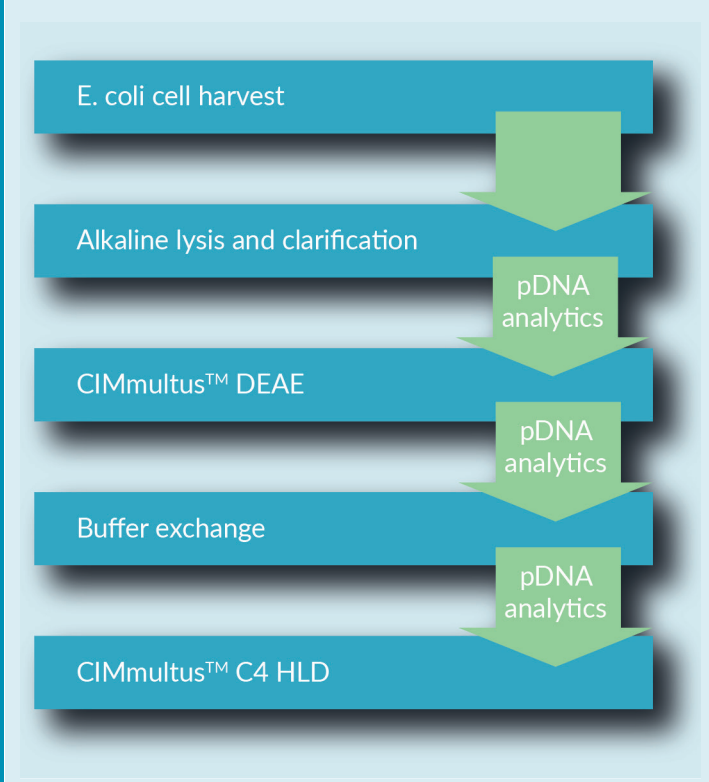 E. coli cell harvest
Alkaline lysis and clarification
pDNA
analytics
CIMmultus™ DEAE
pDNA
analytics
Buffer exchange
pDNA
analytics
CIMmultus™ C4 HLD